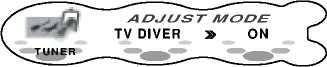 ADJUST MODE
TV DIVER » ON
TUNER